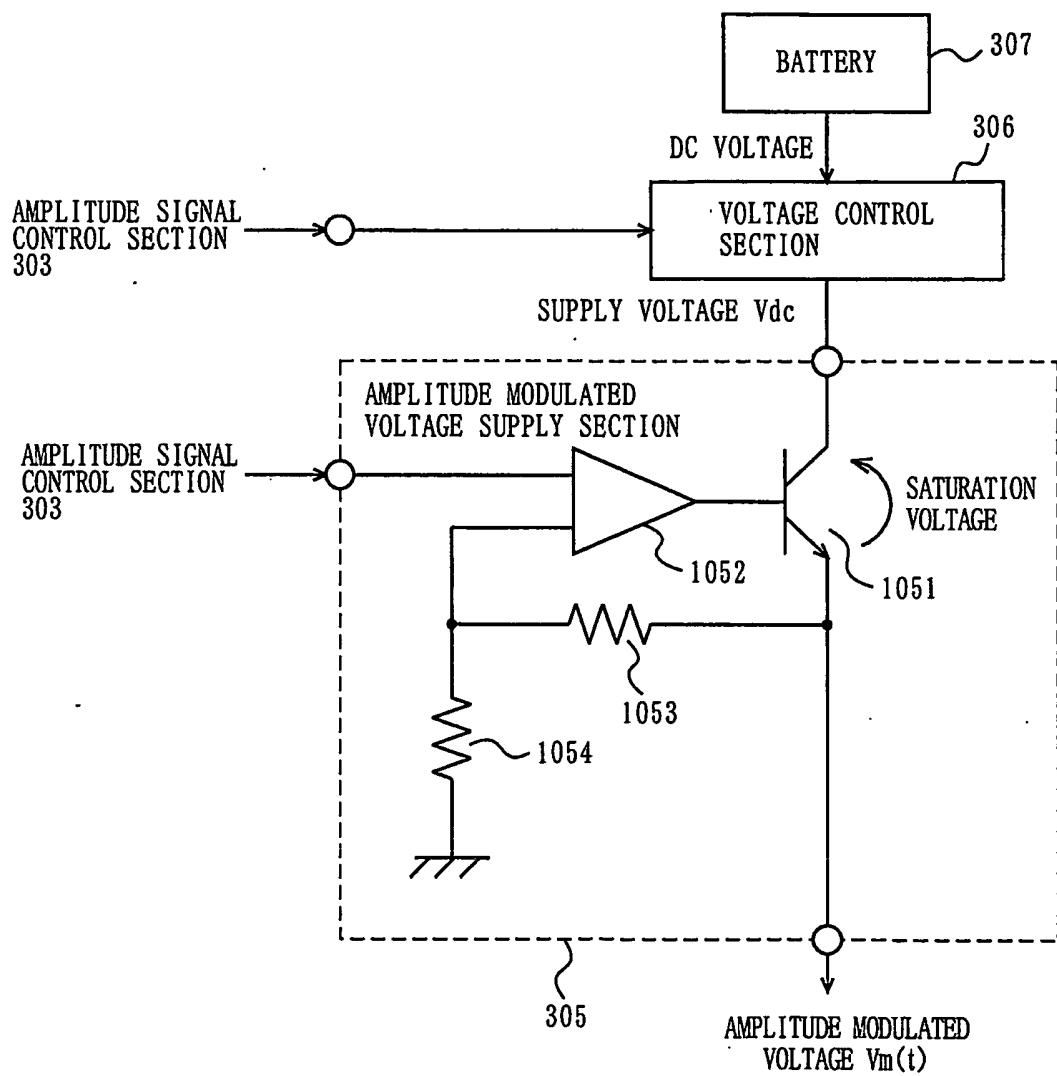 BATTERY
307
DC VOLTAGE
306
AMPLITUDE SIGNAL
CONTROL SECTION
303
VOLTAGE CONTROL
SECTION
SUPPLY VOLTAGE Vdc
AMPLITUDE MODULATED
VOLTAGE SUPPLY SECTION
AMPLITUDE SIGNAL
CONTROL SECTION
303
SATURATION
VOLTAGE
1052
1051
1053
1054
305
AMPLITUDE MODULATED
VOLTAGE Vm(t)